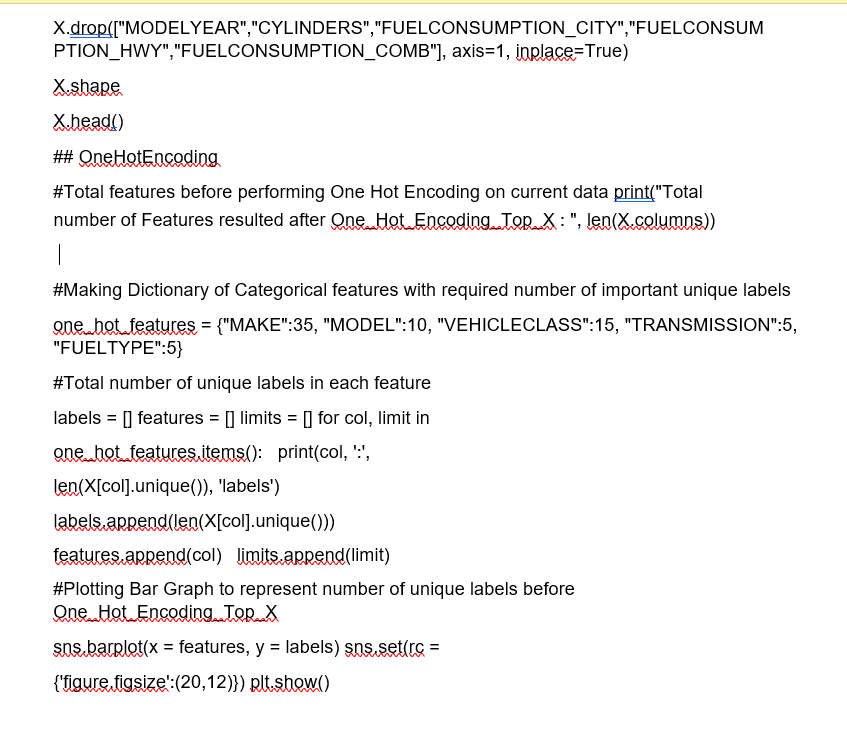 X.drop(["MODELYEAR","CYLINDERS","FUELCONSUMPTION_CITY","FUELCONSUM
PTION_HWY","FUELCONSUMPTION_COMB"], axis=1, inplace=True)
X.shape
X.head()
## OneHotEncoding
#Total features before performing One Hot Encoding on current data print("Total
number of Features resulted after One_Hot_Encoding_Top_X : ", len(X.columns))
#Making Dictionary of Categorical features with required number of important unique labels
one_hot_features = {"MAKE":35, "MODEL":10, "VEHICLECLASS":15, "TRANSMISSION":5,
"FUELTYPE":5}
#Total number of unique labels in each feature
labels = [] features = [] limits = [] for col, limit in
one_hot_features.items():   print(col, ':',
len(X[col].unique()), 'labels')
labels.append(len(X[col].unique()))
features.append(col)   limits.append(limit)
#Plotting Bar Graph to represent number of unique labels before
One_Hot_Encoding_Top_X
sns.barplot(x = features, y = labels) sns.set(rc =
{'figure.figsize':(20,12)}) plt.show()